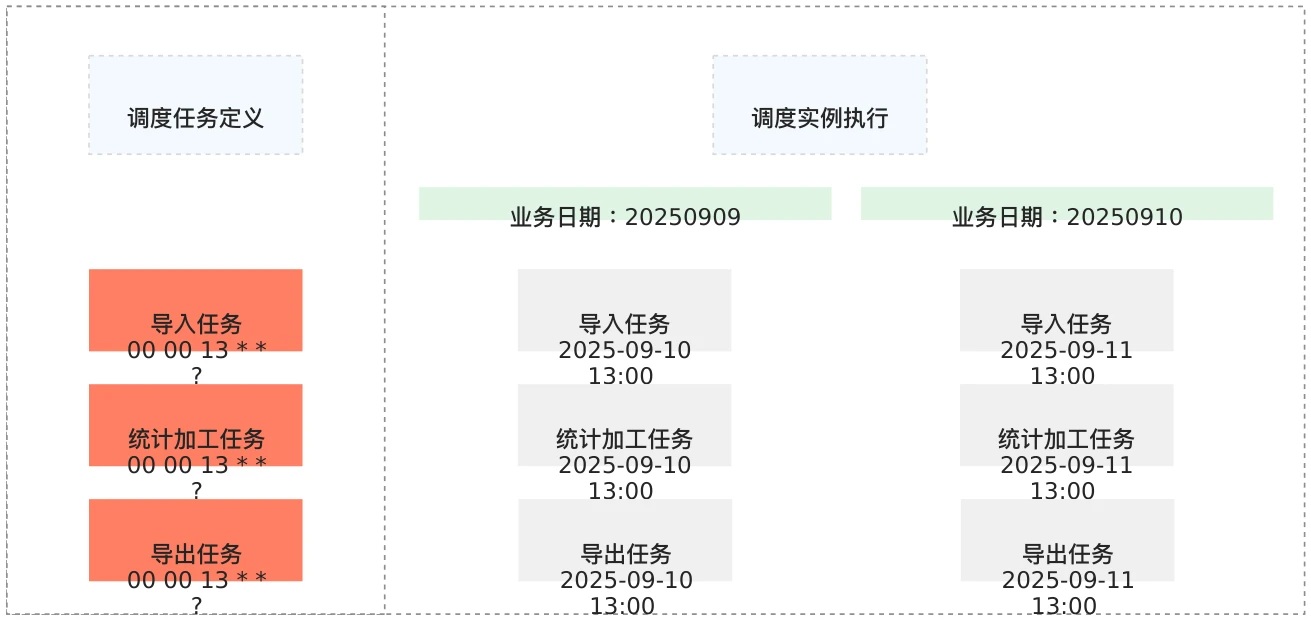 调度任务定义
调度实例执行
业务日期：20250909
业务日期：20250910
导入任务
00 00 13 * *
?
导入任务
2025-09-10
13:00
导入任务
2025-09-11
13:00
统计加工任务
00 00 13 * *
?
统计加工任务
2025-09-10
13:00
统计加工任务
2025-09-11
13:00
导出任务
00 00 13 * *
?
导出任务
2025-09-10
13:00
导出任务
2025-09-11
13:00